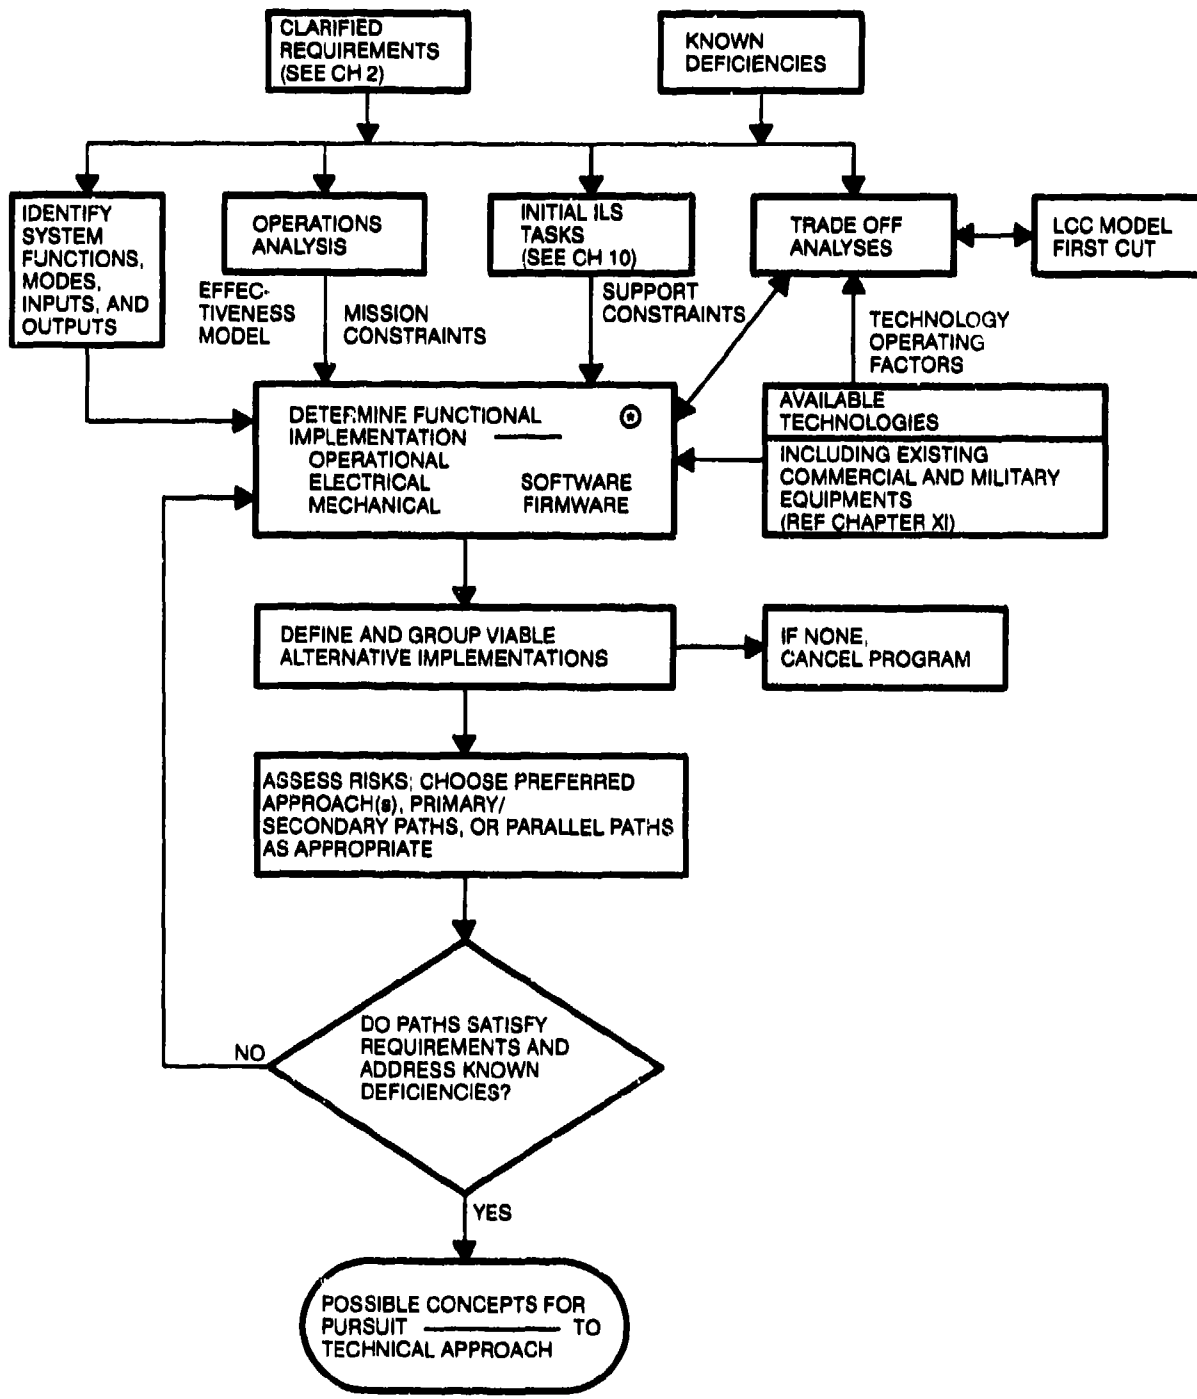 CLARIFIED
REQUIREMENTS
(SEE CH 2)
KNOWN
DEFICIENCIES
IDENTIFY
SYSTEM
FUNCTIONS,
MODES,
INPUTS, AND
OUTPUTS
OPERATIONS
ANALYSIS
INITIAL ILS
TASKS
(SEE CH 10)
TRADE OFF
ANALYSES
LCC MODEL
FIRST CUT
EFFEC-
TIVENESS
MODEL
MISSION
CONSTRAINTS
SUPPORT
CONSTRAINTS
TECHNOLOGY
OPERATING
FACTORS
DETERMINE FUNCTIONAL
IMPLEMENTATION
OPERATIONAL
ELECTRICAL SOFTWARE
MECHANICAL FIRMWARE
AVAILABLE
TECHNOLOGIES
INCLUDING EXISTING
COMMERCIAL AND MILITARY
EQUIPMENTS
(REF CHAPTER XI)
DEFINE AND GROUP VIABLE
ALTERNATIVE IMPLEMENTATIONS
IF NONE,
CANCEL PROGRAM
ASSESS RISKS; CHOOSE PREFERRED
APPROACH(s), PRIMARY/
SECONDARY PATHS, OR PARALLEL PATHS
AS APPROPRIATE
DO PATHS SATISFY
REQUIREMENTS AND
ADDRESS KNOWN
DEFICIENCIES?
NO
YES
POSSIBLE CONCEPTS FOR
PURSUIT ——— TO
TECHNICAL APPROACH